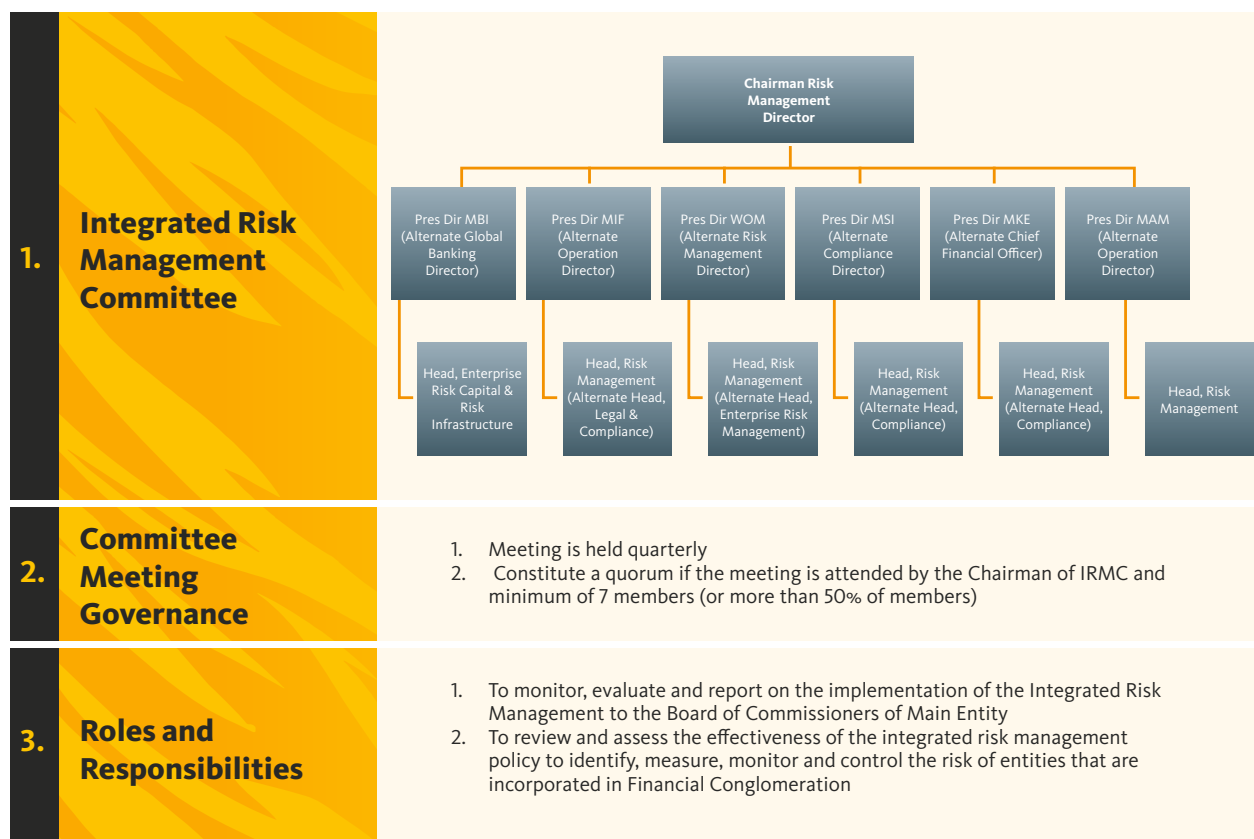 1.
Integrated Risk
Management
Committee
Chairman Risk
Management
Director
Pres Dir MBI
(Alternate Global
Banking
Director)
Pres Dir MIF
(Alternate
Operation
Director)
Pres Dir WOM
(Alternate Risk
Management
Director)
Pres Dir MSI
(Alternate
Compliance
Director)
Pres Dir MKE
(Alternate Chief
Financial Officer)
Pres Dir MAM
(Alternate
Operation
Director)
Head, Enterprise
Risk Capital &
Risk
Infrastructure
Head, Risk
Management
(Alternate Head,
Legal &
Compliance)
Head, Risk
Management
(Alternate Head,
Enterprise Risk
Management)
Head, Risk
Management
(Alternate Head,
Compliance)
Head, Risk
Management
(Alternate Head,
Compliance)
Head, Risk
Management
2.
Committee
Meeting
Governance
1. Meeting is held quarterly
2. Constitute a quorum if the meeting is attended by the Chairman of IRMC and
minimum of 7 members (or more than 50% of members)
3.
Roles and
Responsibilities
1. To monitor, evaluate and report on the implementation of the Integrated Risk
Management to the Board of Commissioners of Main Entity
2. To review and assess the effectiveness of the integrated risk management
policy to identify, measure, monitor and control the risk of entities that are
incorporated in Financial Conglomeration